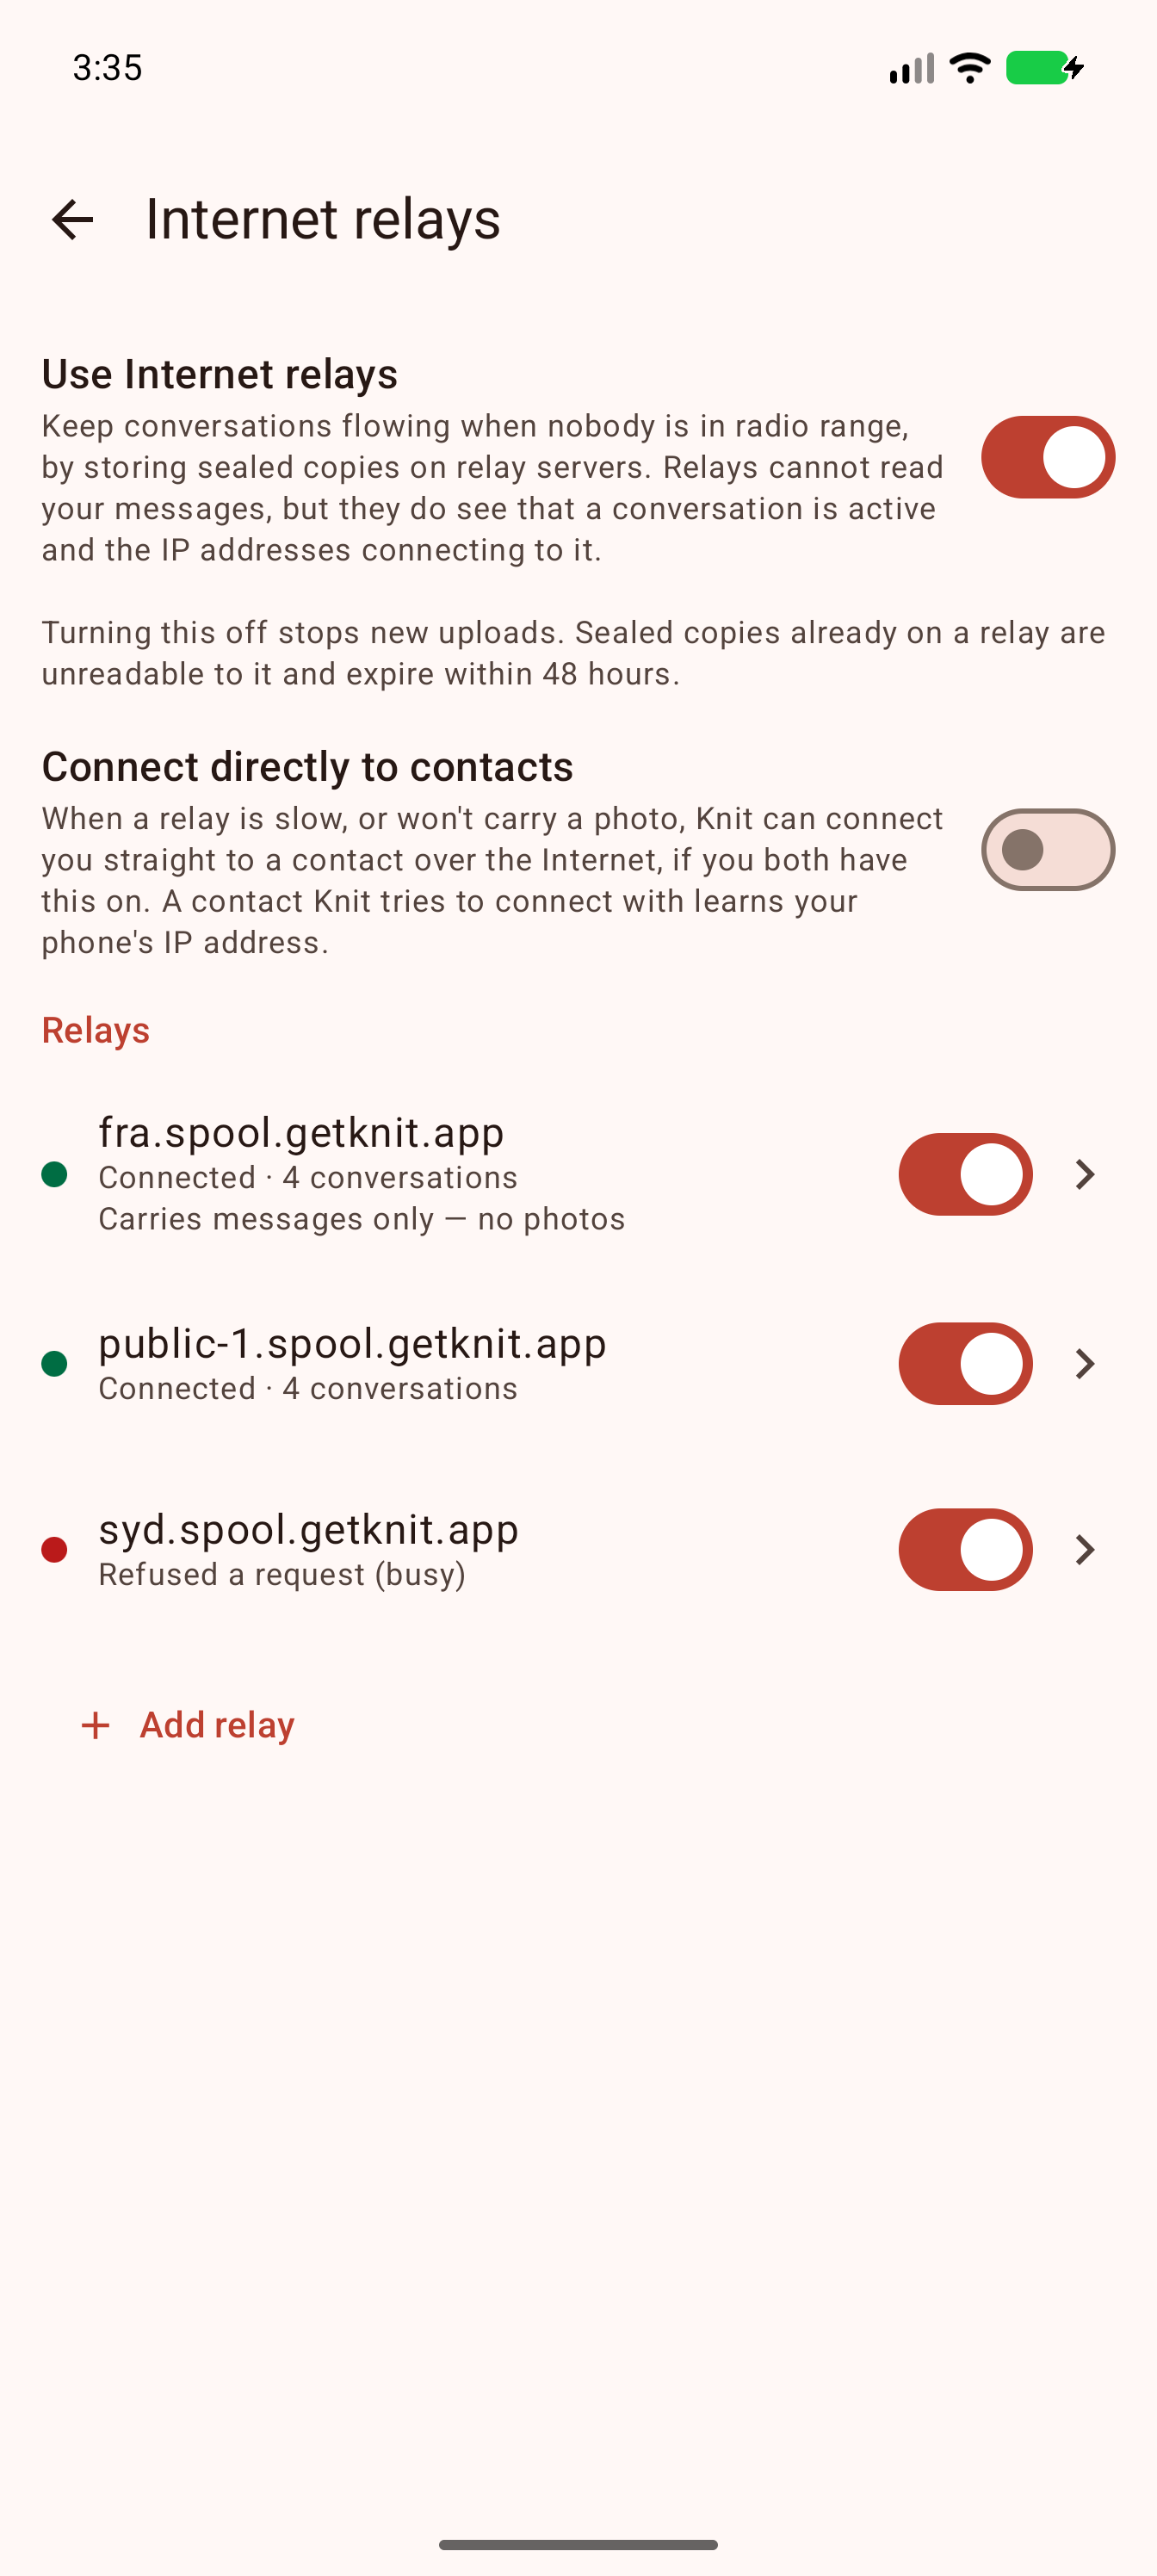 3:35
Internet relays
Use Internet relays
Keep conversations flowing when nobody is in radio range,
by storing sealed copies on relay servers. Relays cannot read
your messages, but they do see that a conversation is active
and the IP addresses connecting to it.
Turning this off stops new uploads. Sealed copies already on a relay are
unreadable to it and expire within 48 hours.
Connect directly to contacts
When a relay is slow, or won't carry a photo, Knit can connect
you straight to a contact over the Internet, if you both have
this on. A contact Knit tries to connect with learns your
phone's IP address.
Relays
fra.spool.getknit.app
Connected · 4 conversations
Carries messages only — no photos
public-1.spool.getknit.app
Connected · 4 conversations
syd.spool.getknit.app
Refused a request (busy)
+ Add relay